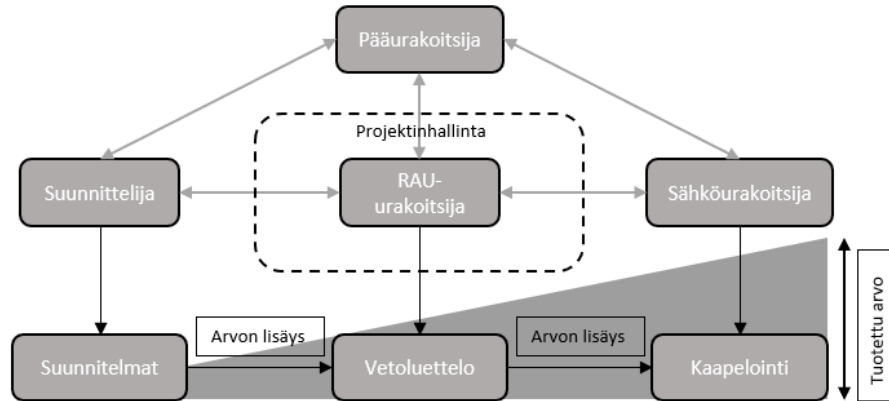 Pääurakoitsija
Projektinhallinta
Suunnittelija
RAU-
urakoitsija
Sähköurakoitsija
Arvon lisäys
Arvon lisäys
Tuotettu arvo
Suunnitelmat
Vetoluettelo
Kaapelointi